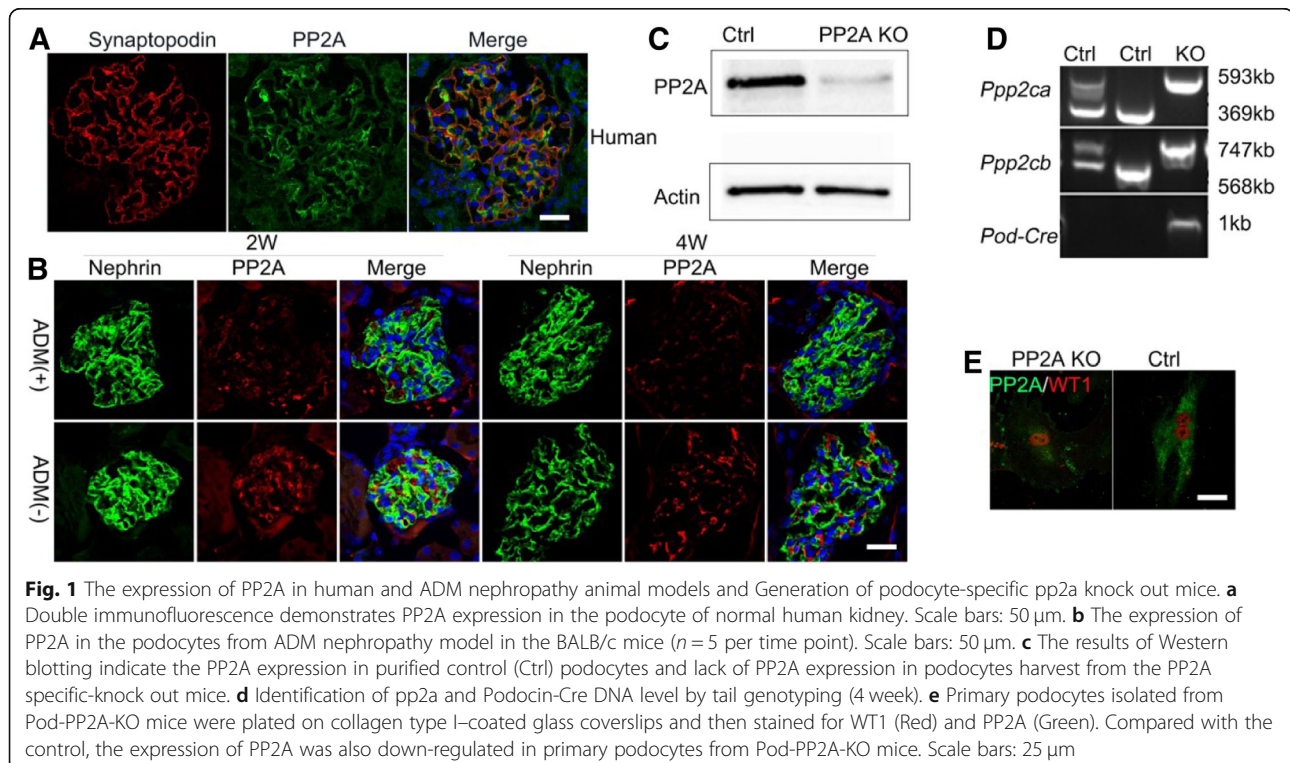 A
Synaptopodin PP2A Merge
Human
C
Ctrl PP2A KO
PP2A
Actin
D
Ctrl Ctrl KO
Ppp2ca
593kb
369kb
Ppp2cb
747kb
568kb
Pod-Cre
1kb
B
2W 4W
Nephrin PP2A Merge Nephrin PP2A Merge
ADM(+)
ADM(-)
E
PP2A KO Ctrl
PP2A/WT1
Fig. 1 The expression of PP2A in human and ADM nephropathy animal models and Generation of podocyte-specific pp2a knock out mice. a
Double immunofluorescence demonstrates PP2A expression in the podocyte of normal human kidney. Scale bars: 50 μm. b The expression of
PP2A in the podocytes from ADM nephropathy model in the BALB/c mice (n = 5 per time point). Scale bars: 50 μm. c The results of Western
blotting indicate the PP2A expression in purified control (Ctrl) podocytes and lack of PP2A expression in podocytes harvest from the PP2A
specific-knock out mice. d Identification of pp2a and Podocin-Cre DNA level by tail genotyping (4 week). e Primary podocytes isolated from
Pod-PP2A-KO mice were plated on collagen type I–coated glass coverslips and then stained for WT1 (Red) and PP2A (Green). Compared with the
control, the expression of PP2A was also down-regulated in primary podocytes from Pod-PP2A-KO mice. Scale bars: 25 μm